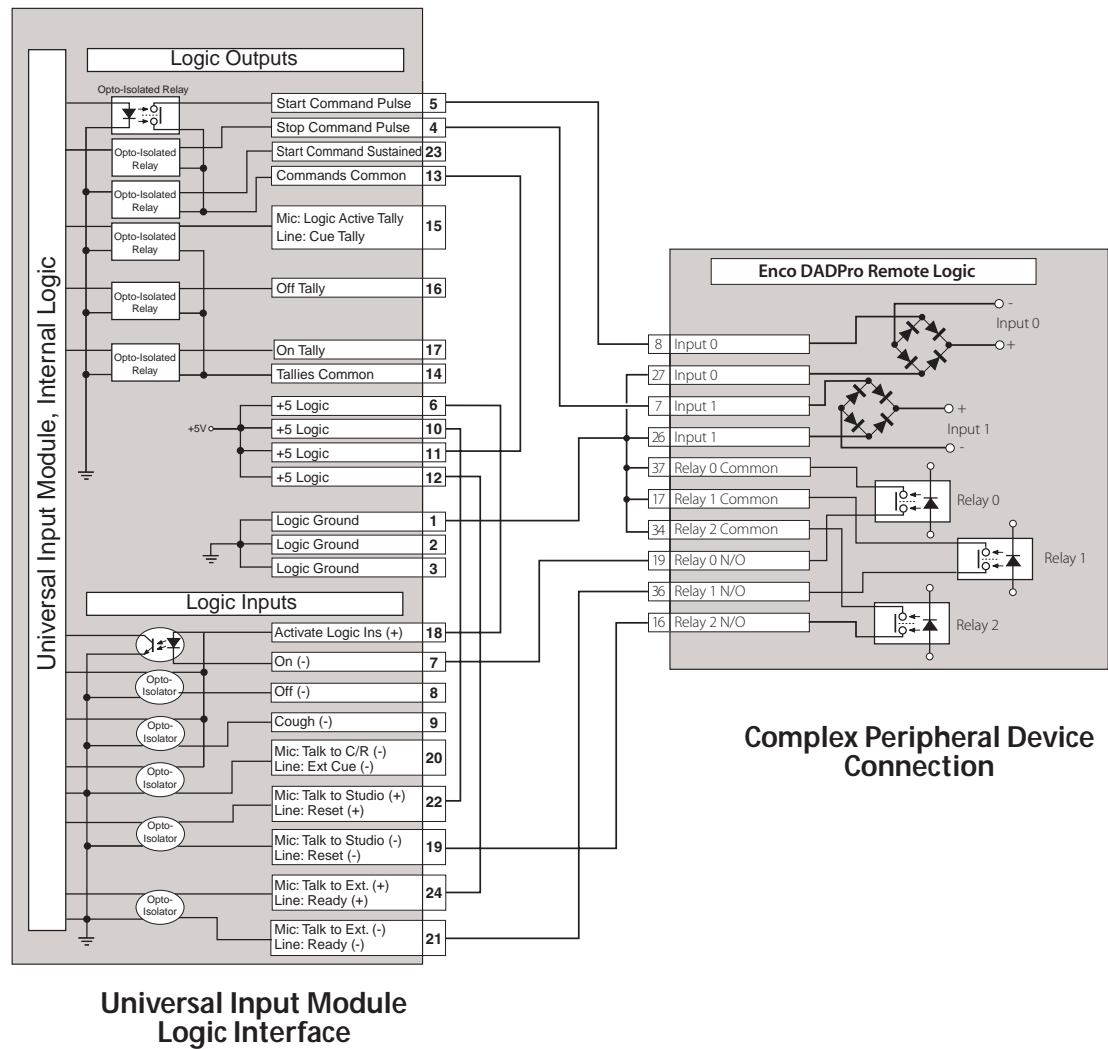 Universal Input Module, Internal Logic
Logic Outputs
Opto-Isolated Relay
Opto-Isolated
Relay
Opto-Isolated
Relay
Opto-Isolated
Relay
Opto-Isolated
Relay
Opto-Isolated
Relay
Start Command Pulse 5
Stop Command Pulse 4
Start Command Sustained 23
Commands Common 13
Mic: Logic Active Tally
Line: Cue Tally
15
Off Tally 16
On Tally 17
Tallies Common 14
+5V
+5 Logic 6
+5 Logic 10
+5 Logic 11
+5 Logic 12
Logic Ground 1
Logic Ground 2
Logic Ground 3
Logic Inputs
Activate Logic Ins (+) 18
On (-) 7
Opto-
Isolator
Off (-) 8
Opto-
Isolator
Cough (-) 9
Opto-
Isolator
Mic: Talk to C/R (-)
Line: Ext Cue (-)
20
Opto-
Isolator
Mic: Talk to Studio (+)
Line: Reset (+)
22
Mic: Talk to Studio (-)
Line: Reset (-)
19
Opto-
Isolator
Mic: Talk to Ext. (+)
Line: Ready (+)
24
Mic: Talk to Ext. (-)
Line: Ready (-)
21
Universal Input Module
Logic Interface
Enco DADPro Remote Logic
8 Input 0
27 Input 0
7 Input 1
26 Input 1
37 Relay 0 Common
17 Relay 1 Common
34 Relay 2 Common
19 Relay 0 N/O
36 Relay 1 N/O
16 Relay 2 N/O
-
Input 0
+
+
Input 1
-
Relay 0
Relay 1
Relay 2
Complex Peripheral Device
Connection